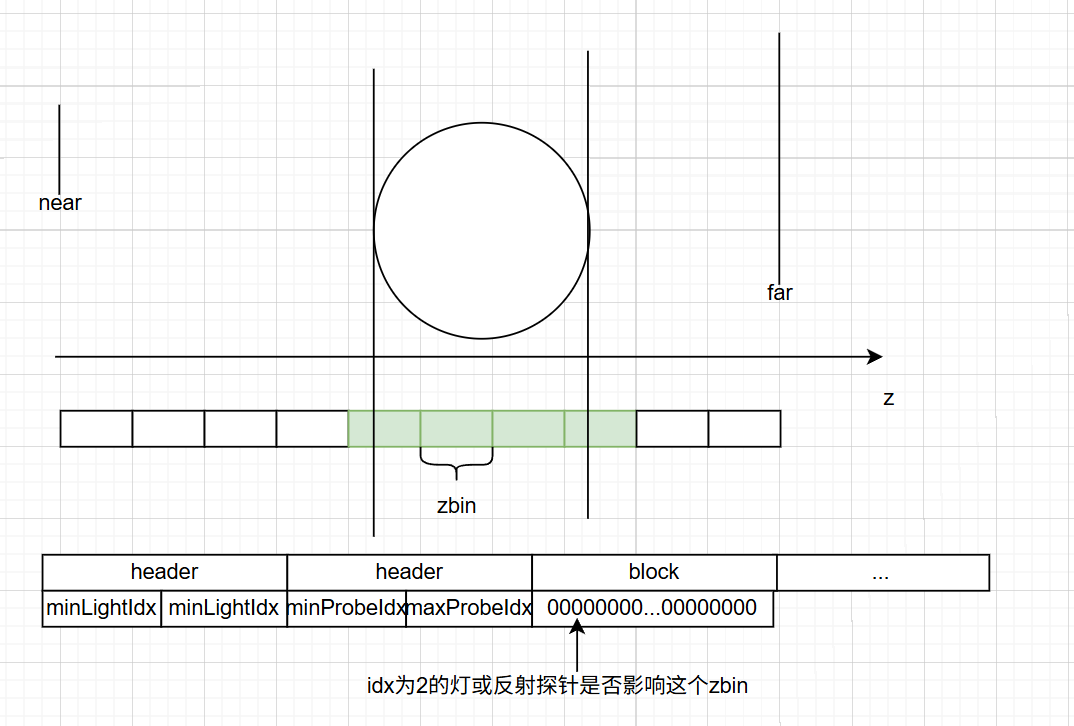 near
far
z
zbin
header header block ...
minLightIdx minLightIdx minProbeIdx maxProbeIdx 00000000...00000000
idx为2的灯或反射探针是否影响这个zbin